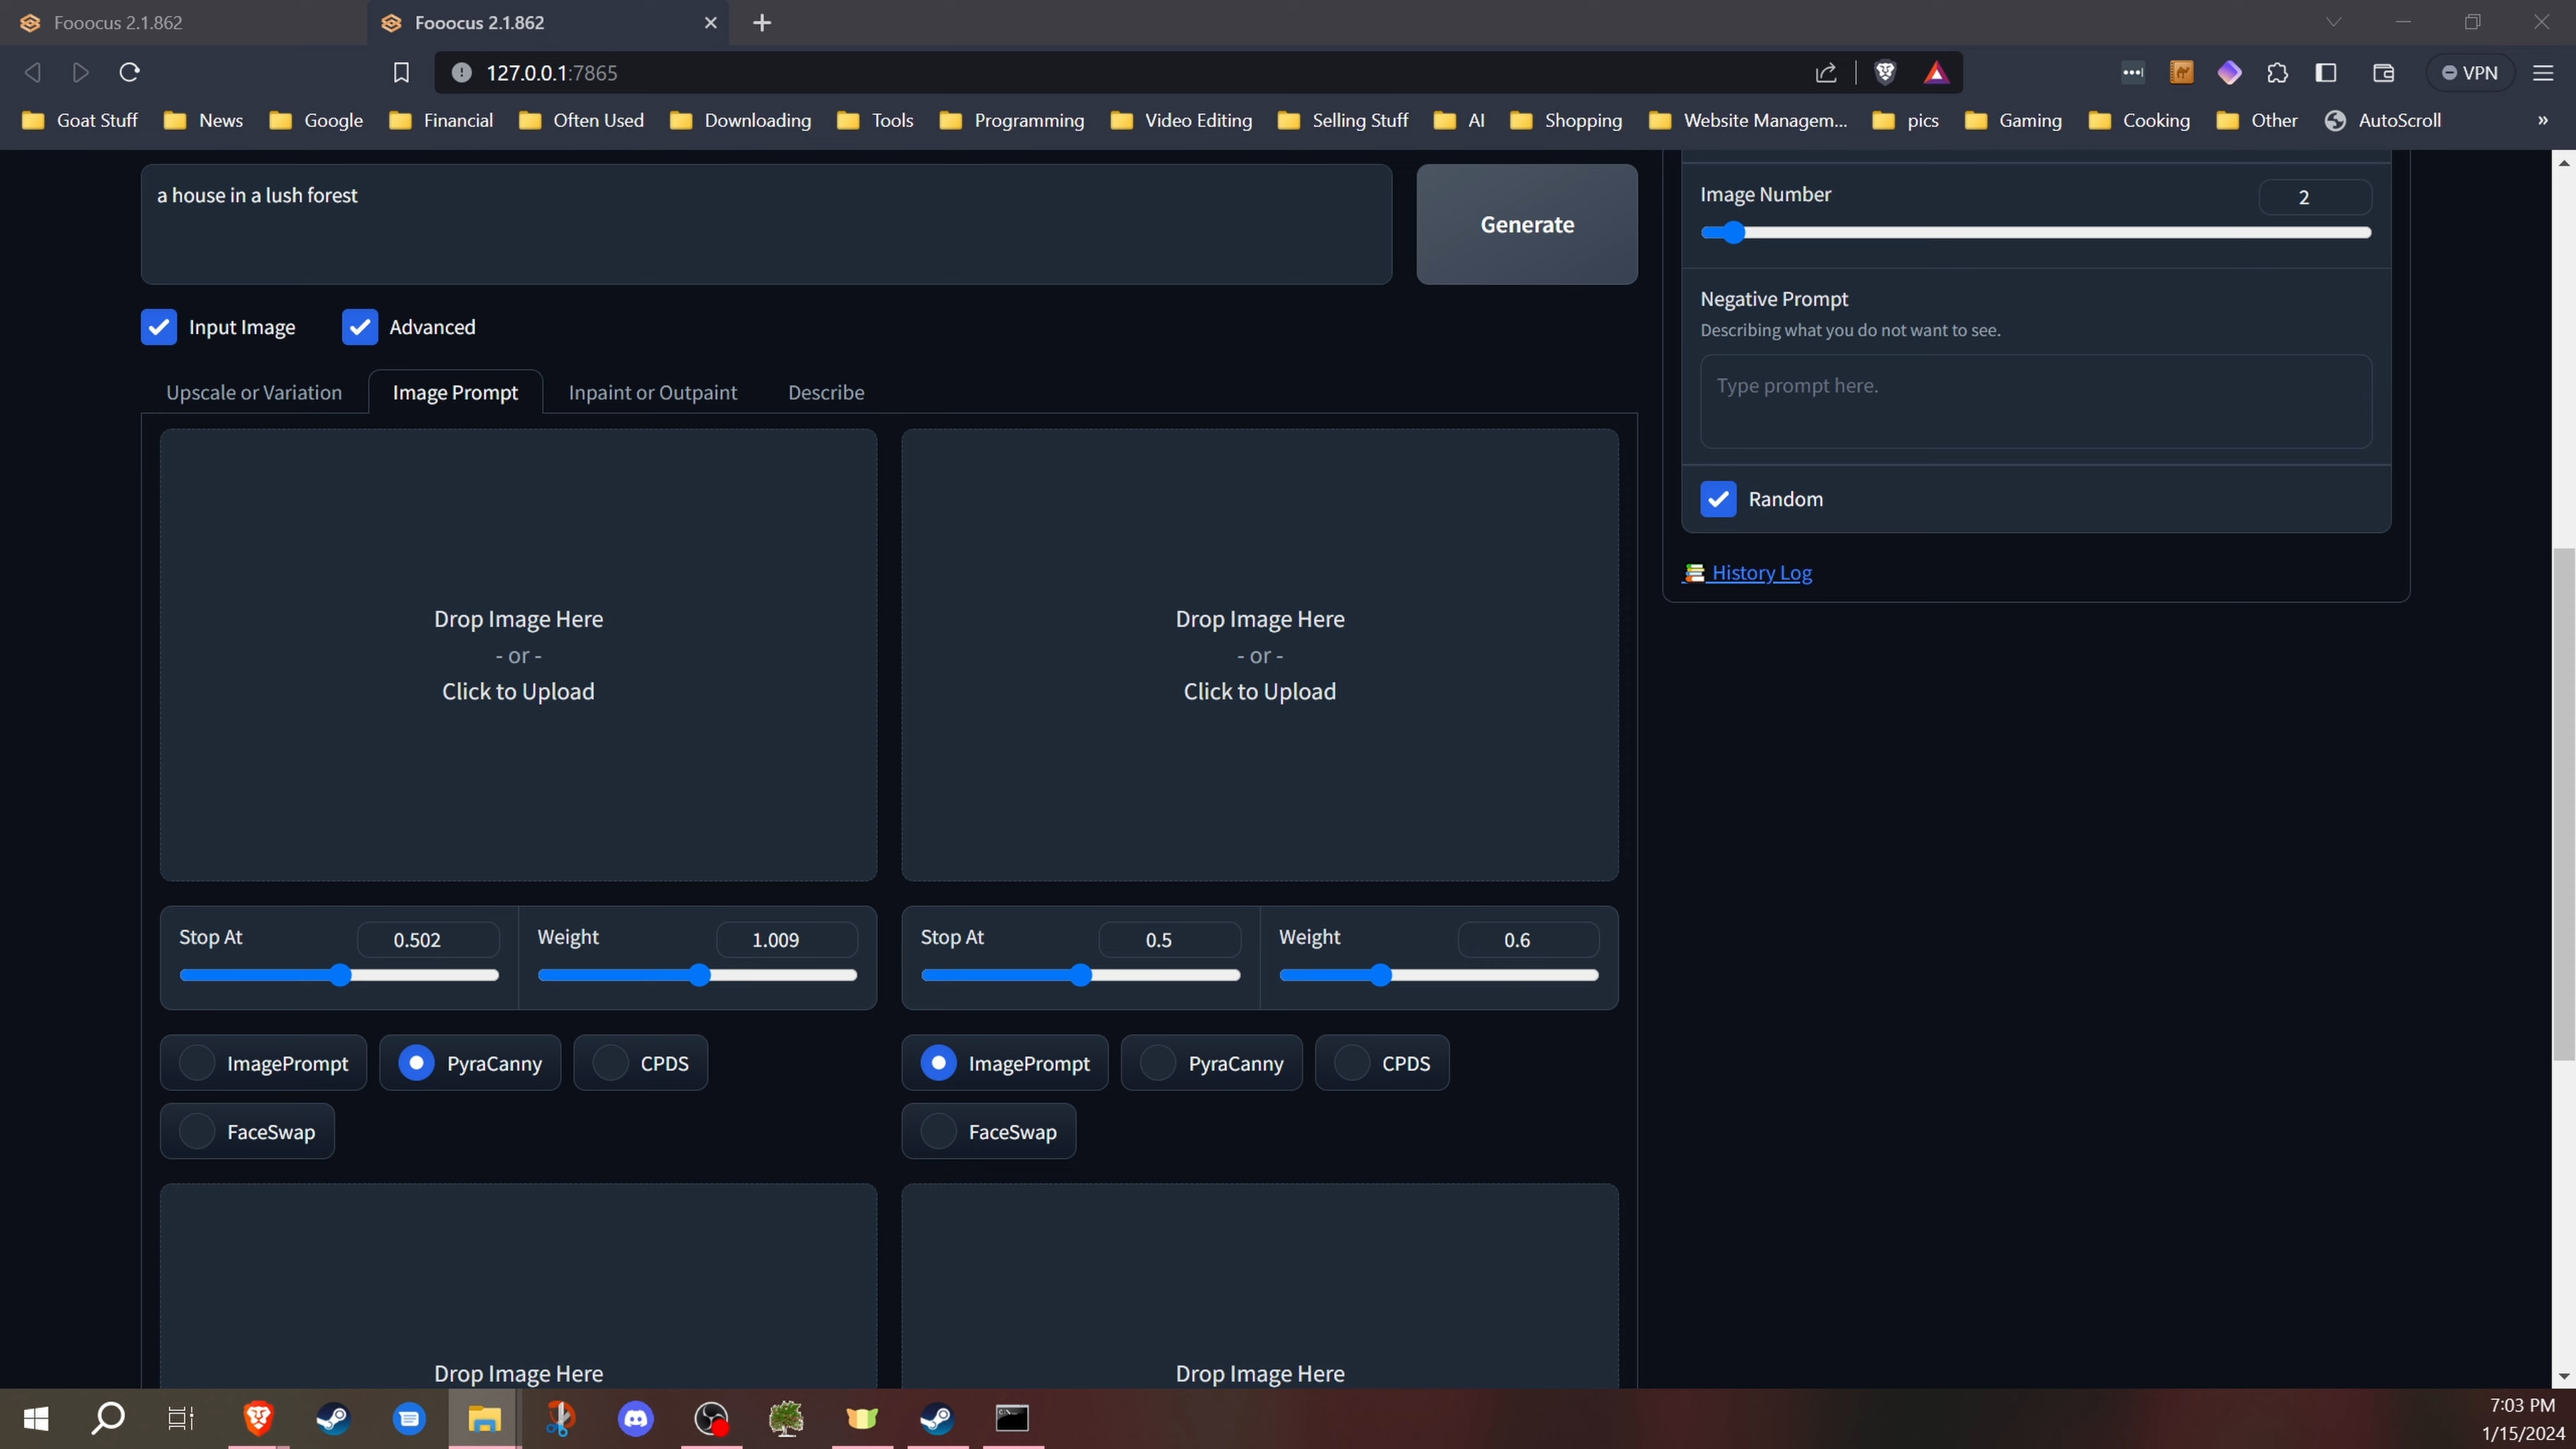 Fooocus 2.1.862
Fooocus 2.1.862
127.0.0.1:7865
VPN
Goat Stuff
News
Google
Financial
Often Used
Downloading
Tools
Programming
Video Editing
Selling Stuff
AI
Shopping
Website Managem...
pics
Gaming
Cooking
Other
AutoScroll
»
a house in a lush forest
Generate
Input Image
Advanced
Upscale or Variation
Image Prompt
Inpaint or Outpaint
Describe
Drop Image Here
- or -
Click to Upload
Drop Image Here
- or -
Click to Upload
Stop At
0.502
Weight
1.009
Stop At
0.5
Weight
0.6
ImagePrompt
PyraCanny
CPDS
FaceSwap
ImagePrompt
PyraCanny
CPDS
FaceSwap
Drop Image Here
Drop Image Here
Image Number
2
Negative Prompt
Describing what you do not want to see.
Type prompt here.
Random
📚 History Log
7:03 PM
1/15/2024